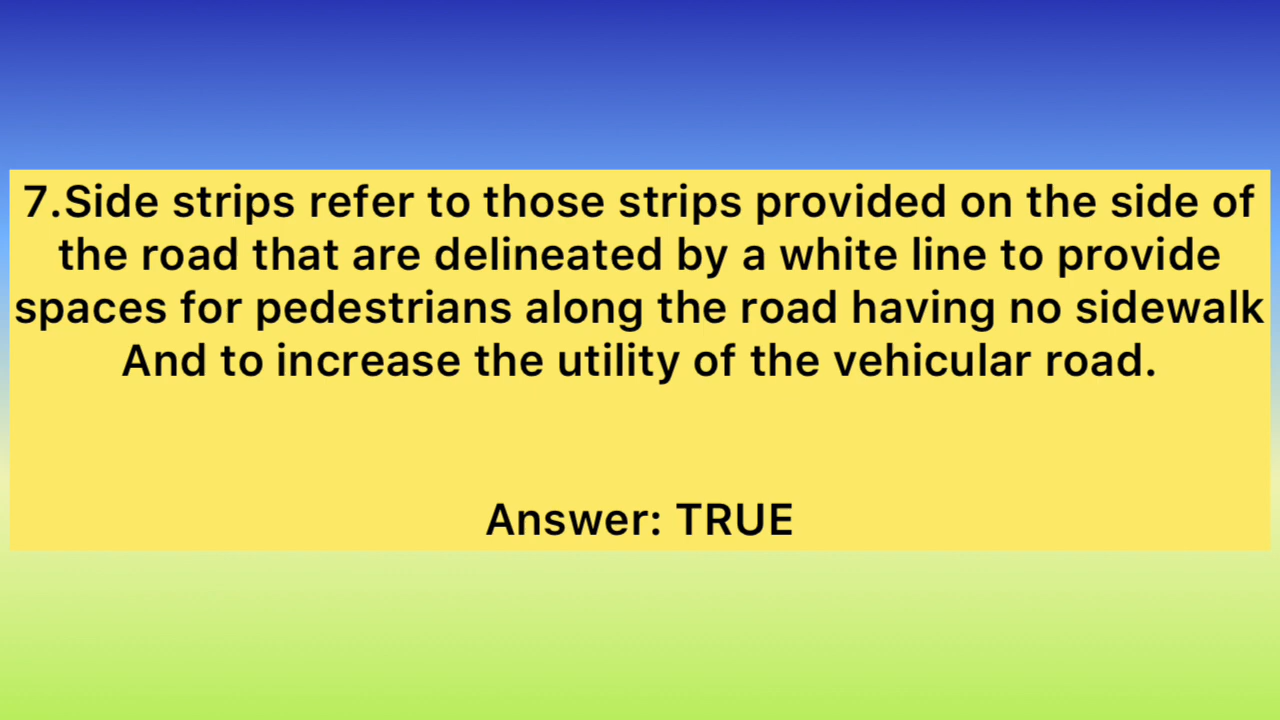 7.Side strips refer to those strips provided on the side of
the road that are delineated by a white line to provide
spaces for pedestrians along the road having no sidewalk
And to increase the utility of the vehicular road.
Answer: TRUE